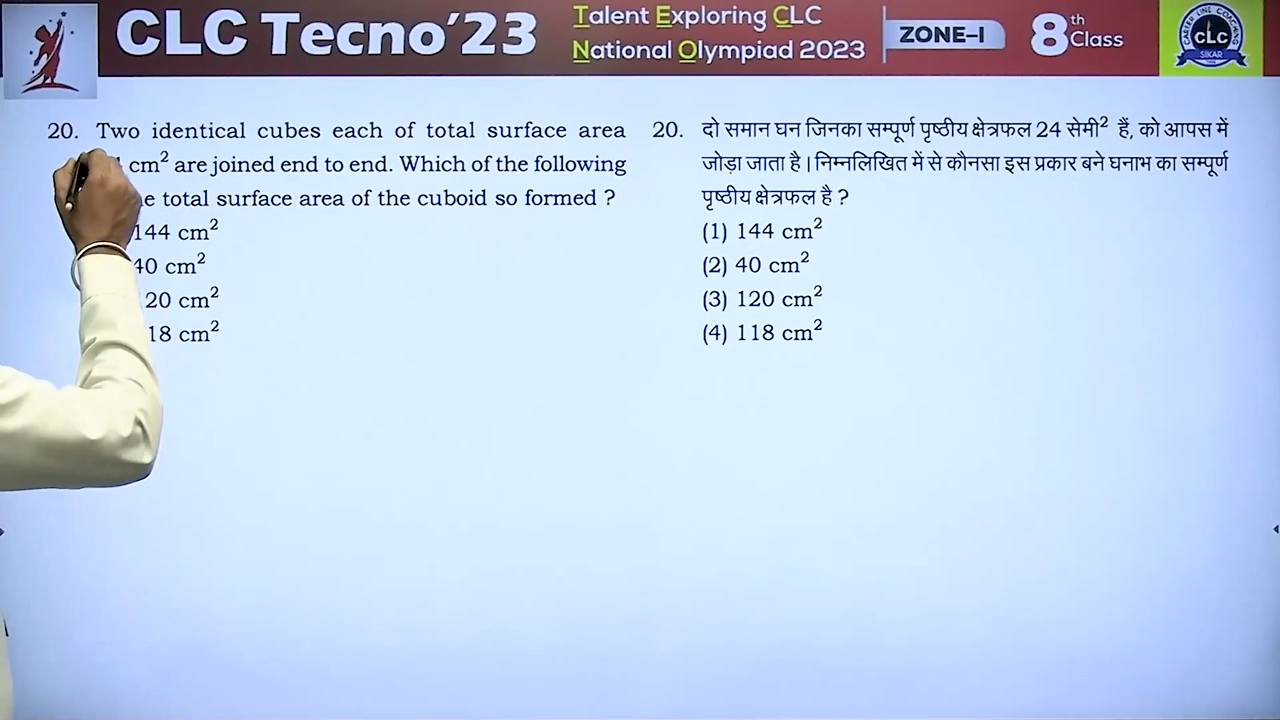 CLC Tecno'23
Talent Exploring CLC
National Olympiad 2023
ZONE–I
8th Class
CAREER LINE COACHING
CLC
SIKAR
20. Two identical cubes each of total surface area
cm² are joined end to end. Which of the following
total surface area of the cuboid so formed ?
144 cm²
40 cm²
20 cm²
18 cm²
20. दो समान घन जिनका सम्पूर्ण पृष्ठीय क्षेत्रफल 24 सेमी² हैं, को आपस में
जोड़ा जाता है। निम्नलिखित में से कौनसा इस प्रकार बने घनाभ का सम्पूर्ण
पृष्ठीय क्षेत्रफल है ?
(1) 144 cm²
(2) 40 cm²
(3) 120 cm²
(4) 118 cm²